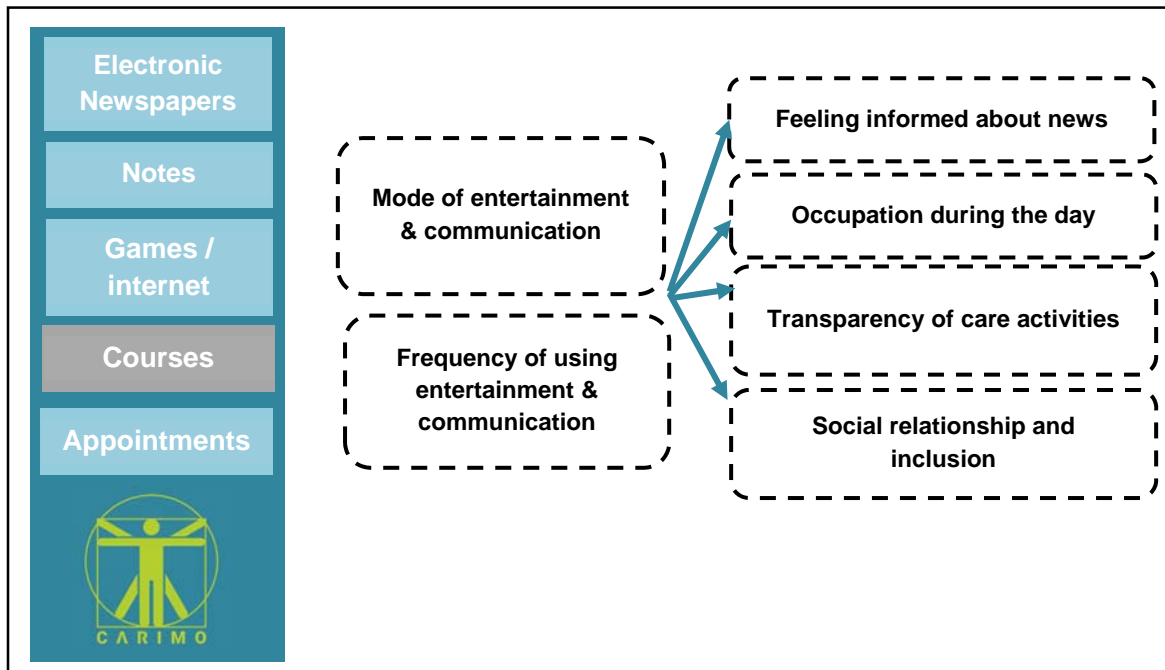 Electronic
Newspapers
Notes
Games /
internet
Courses
Appointments
CARIMO
Mode of entertainment
& communication
Frequency of using
entertainment &
communication
Feeling informed about news
Occupation during the day
Transparency of care activities
Social relationship and
inclusion